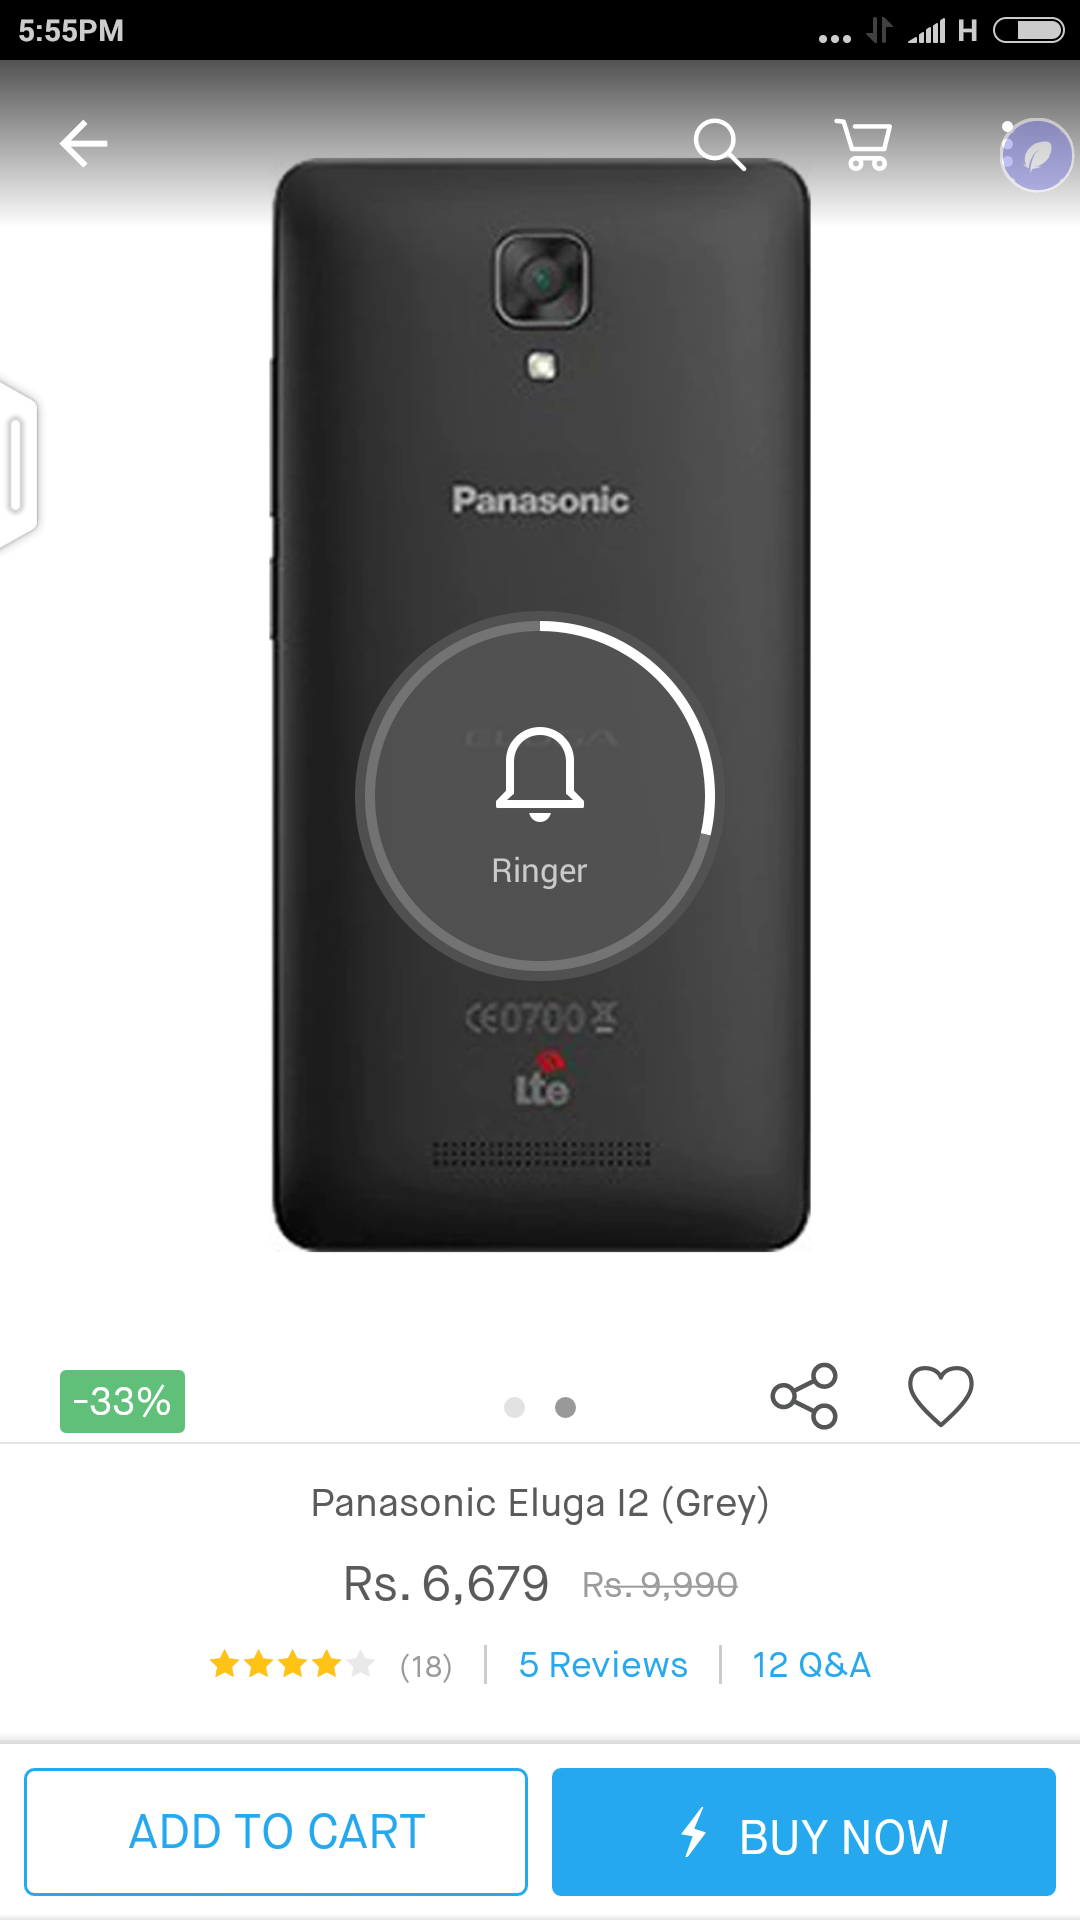 5:55PM
H
Panasonic
ELUGA
Ringer
CE0700
Lte
-33%
Panasonic Eluga I2 (Grey)
Rs. 6,679 Rs. 9,990
(18) 5 Reviews 12 Q&A
ADD TO CART
BUY NOW